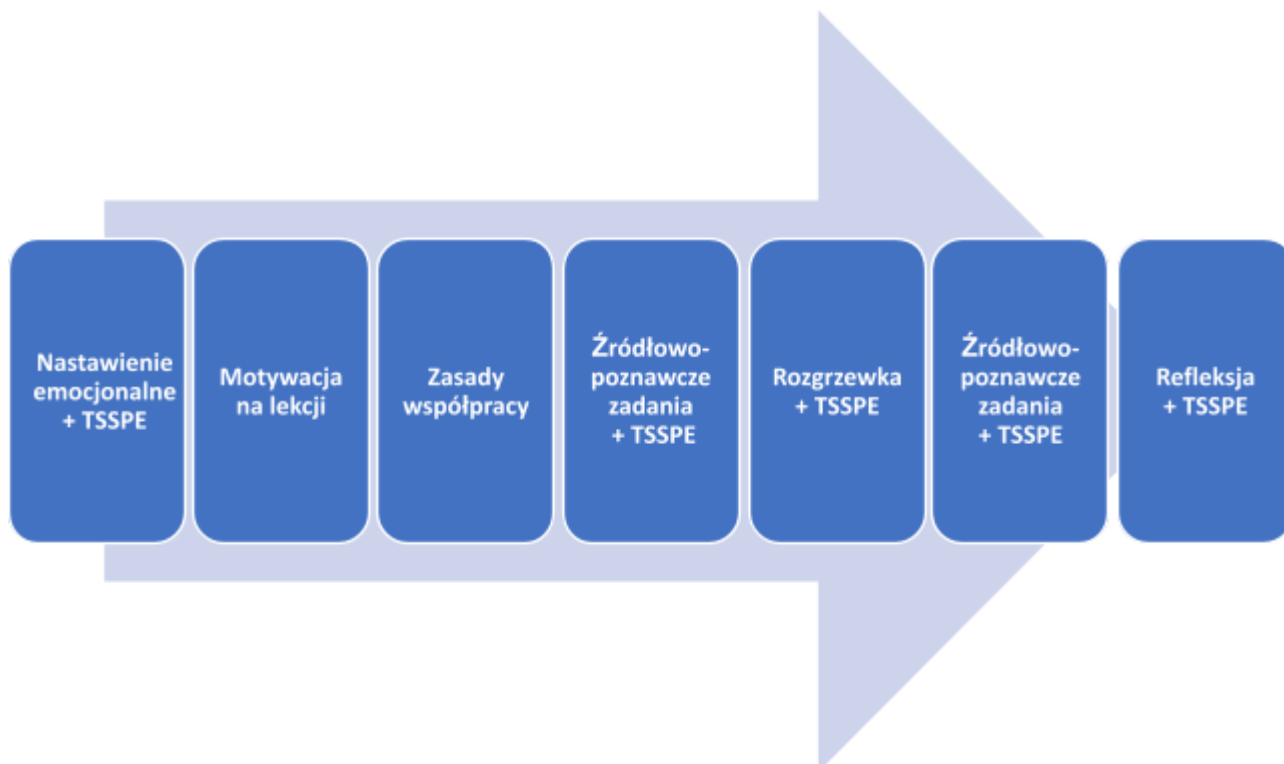 Nastawienie
emocjonalne
+ TSSPE
Motywacja
na lekcji
Zasady
współpracy
Źródłowo-
poznawcze
zadania
+ TSSPE
Rozgrzewka
+ TSSPE
Źródłowo-
poznawcze
zadania
+ TSSPE
Refleksja
+ TSSPE